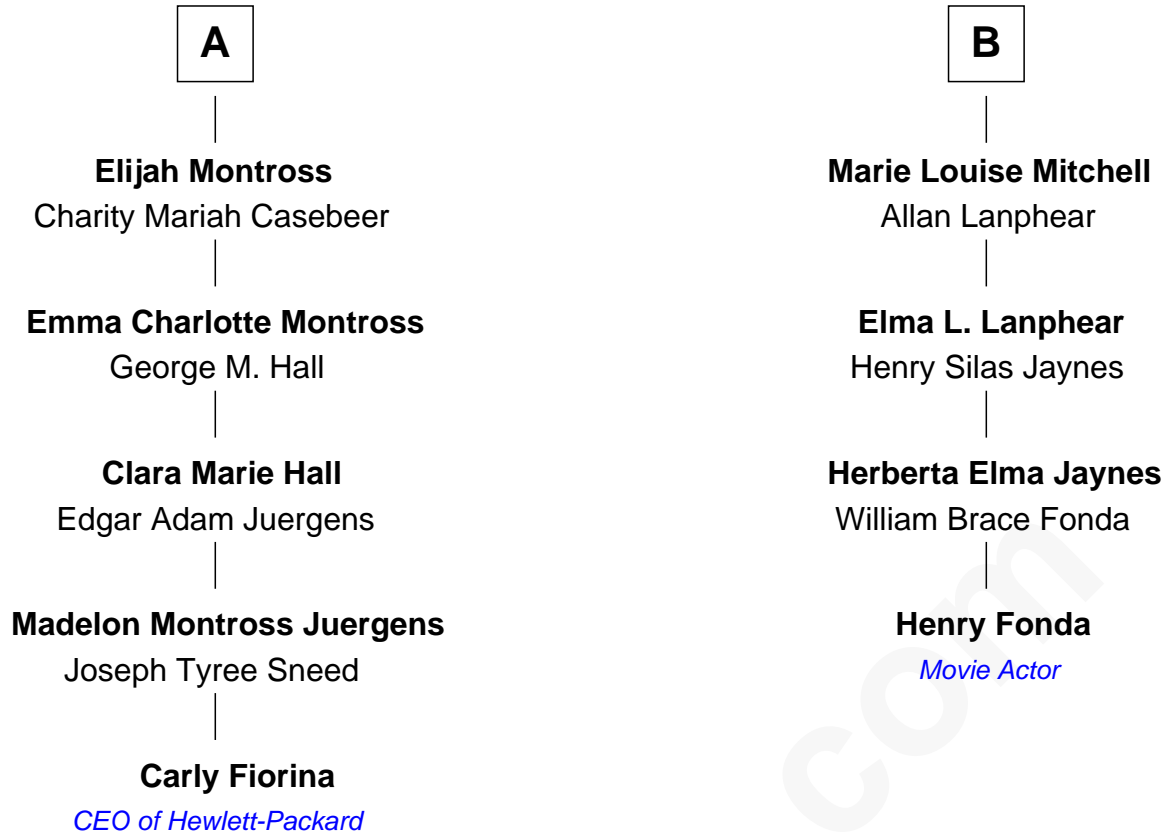 A
Elijah Montross
Charity Mariah Casebeer
Emma Charlotte Montross
George M. Hall
Clara Marie Hall
Edgar Adam Juergens
Madelon Montross Juergens
Joseph Tyree Sneed
Carly Fiorina
CEO of Hewlett-Packard
B
Marie Louise Mitchell
Allan Lanphear
Elma L. Lanphear
Henry Silas Jaynes
Herberta Elma Jaynes
William Brace Fonda
Henry Fonda
Movie Actor
com